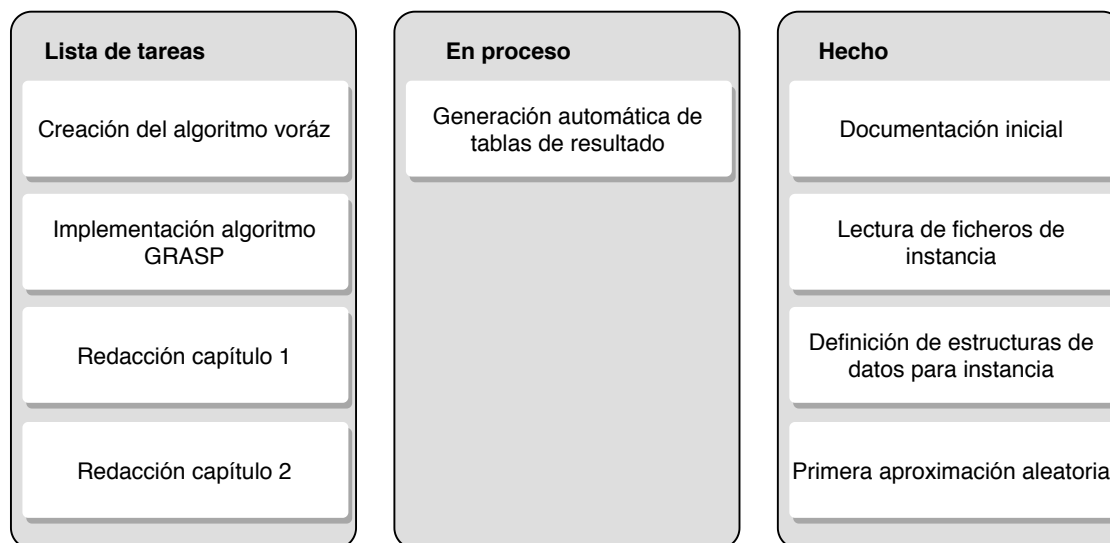 Lista de tareas
Creación del algoritmo voráz
Implementación algoritmo
GRASP
Redacción capítulo 1
Redacción capítulo 2
En proceso
Generación automática de
tablas de resultado
Hecho
Documentación inicial
Lectura de ficheros de
instancia
Definición de estructuras de
datos para instancia
Primera aproximación aleatoria